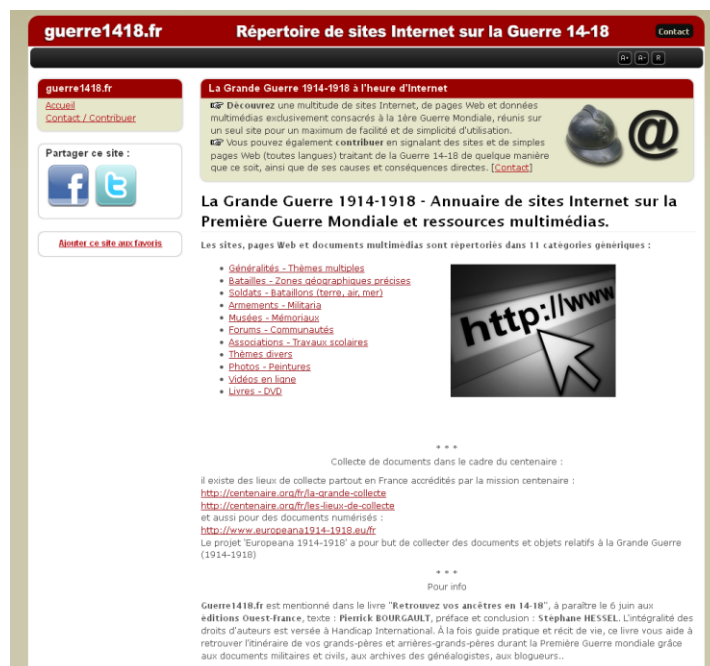 guerre1418.fr
Répertoire de sites Internet sur la Guerre 14-18
Contact
A+ A- R
guerre1418.fr
Accueil
Contact / Contribuer
Partager ce site :
Ajouter ce site aux favoris
La Grande Guerre 1914-1918 à l'heure d'Internet
☞ Découvrez une multitude de sites Internet, de pages Web et données
multimédias exclusivement consacrés à la 1ère Guerre Mondiale, réunis sur
un seul site pour un maximum de facilité et de simplicité d'utilisation.
☞ Vous pouvez également contribuer en signalant des sites et de simples
pages Web (toutes langues) traitant de la Guerre 14-18 de quelque manière
que ce soit, ainsi que de ses causes et conséquences directes. [Contact]
@
La Grande Guerre 1914-1918 - Annuaire de sites Internet sur la
Première Guerre Mondiale et ressources multimédias.
Les sites, pages Web et documents multimédias sont répertoriés dans 11 catégories génériques :
• Généralités - Thèmes multiples
• Batailles - Zones géographiques précises
• Soldats - Bataillons (terre, air, mer)
• Armements - Militaria
• Musées - Mémoriaux
• Forums - Communautés
• Associations - Travaux scolaires
• Thèmes divers
• Photos - Peintures
• Vidéos en ligne
• Livres - DVD
http://www
* * *
Collecte de documents dans le cadre du centenaire :
il existe des lieux de collecte partout en France accrédités par la mission centenaire :
http://centenaire.org/fr/la-grande-collecte
http://centenaire.org/fr/les-lieux-de-collecte
et aussi pour des documents numérisés :
http://www.europeana1914-1918.eu/fr
Le projet 'Europeana 1914-1918' a pour but de collecter des documents et objets relatifs à la Grande Guerre
(1914-1918)
* * *
Pour info
Guerre1418.fr est mentionné dans le livre "Retrouvez vos ancêtres en 14-18", à paraître le 6 juin aux
éditions Ouest-France, texte : Pierrick BOURGAULT, préface et conclusion : Stéphane HESSEL. L'intégralité des
droits d'auteurs est versée à Handicap International. À la fois guide pratique et récit de vie, ce livre vous aide à
retrouver l'itinéraire de vos grands-pères et arrières-grands-pères durant la Première Guerre mondiale grâce
aux documents militaires et civils, aux archives des généalogistes, aux blogueurs..